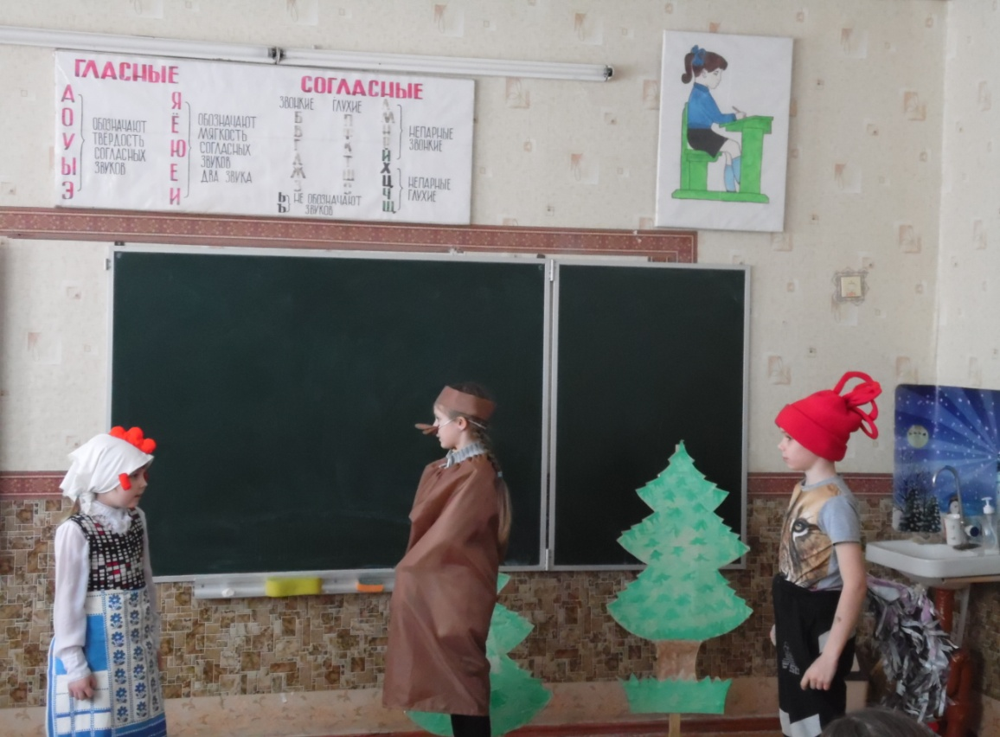 ГЛАСНЫЕ
А
О
У
Ы
Э
ОБОЗНАЧАЮТ
ТВЁРДОСТЬ
СОГЛАСНЫХ
ЗВУКОВ
Я
Ё
Ю
Е
И
ОБОЗНАЧАЮТ
МЯГКОСТЬ
СОГЛАСНЫХ
ЗВУКОВ
ДВА ЗВУКА
СОГЛАСНЫЕ
ЗВОНКИЕ
Б
В
Г
Д
Ж
З
ГЛУХИЕ
П
Ф
К
Т
Ш
Л
М
Н
Р
Й
НЕПАРНЫЕ
ЗВОНКИЕ
Х
Ц
Ч
Щ
НЕПАРНЫЕ
ГЛУХИЕ
Ь
Ъ
НЕ ОБОЗНАЧАЮТ
ЗВУКОВ